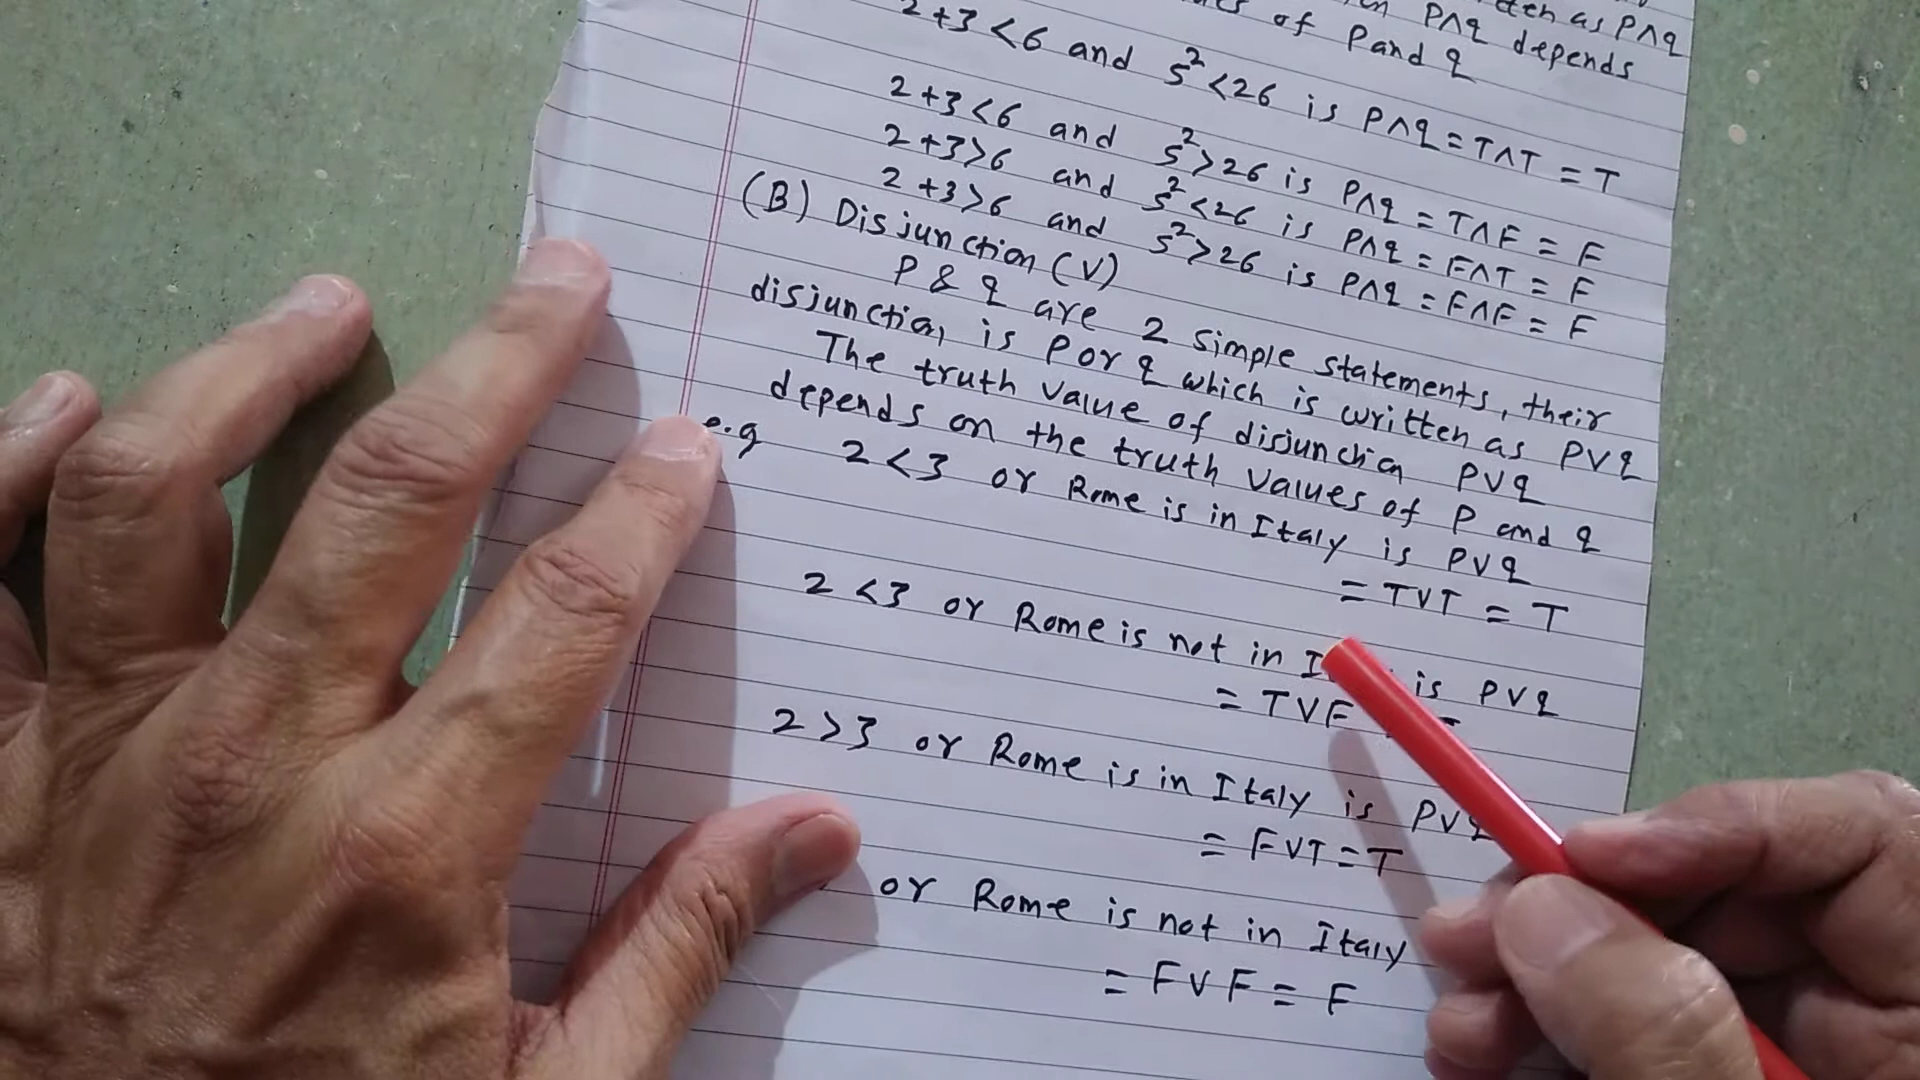 tten as P∧q
of P and q
P∧q depends
2+3<6 and 5²<26 is P∧q = T∧T = T
2+3<6 and 5²>26 is P∧q = T∧F = F
2+3>6 and 5²<26 is P∧q = F∧T = F
2+3>6 and 5²>26 is P∧q = F∧F = F
(B) Disjunction (V)
P & q are 2 simple statements, their
disjunction is P or q which is written as PVq
The truth value of disjunction PVq
depends on the truth values of P and q
e.g 2<3 or Rome is in Italy is PVq
= TVT = T
2<3 or Rome is not in is PVq
= TVF
2>3 or Rome is in Italy is PVq
= FVT = T
or Rome is not in Italy
= FVF = F